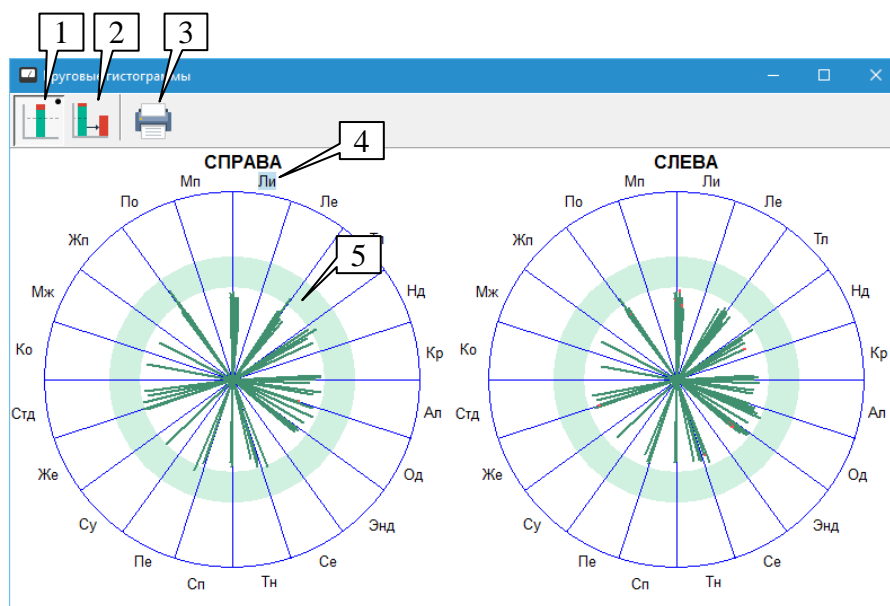 1
2
3
Круговые гистограммы
СПРАВА
4
СЛЕВА
Мп
Ли
Мп
Ли
По
Ле
По
Ле
Жп
5
Жп
Тл
Мж
Нд
Мж
Нд
Ко
Кр
Ко
Кр
Стд
Ал
Стд
Ал
Же
Од
Же
Од
Су
Энд
Су
Энд
Пе
Се
Пе
Се
Сп
Тн
Сп
Тн